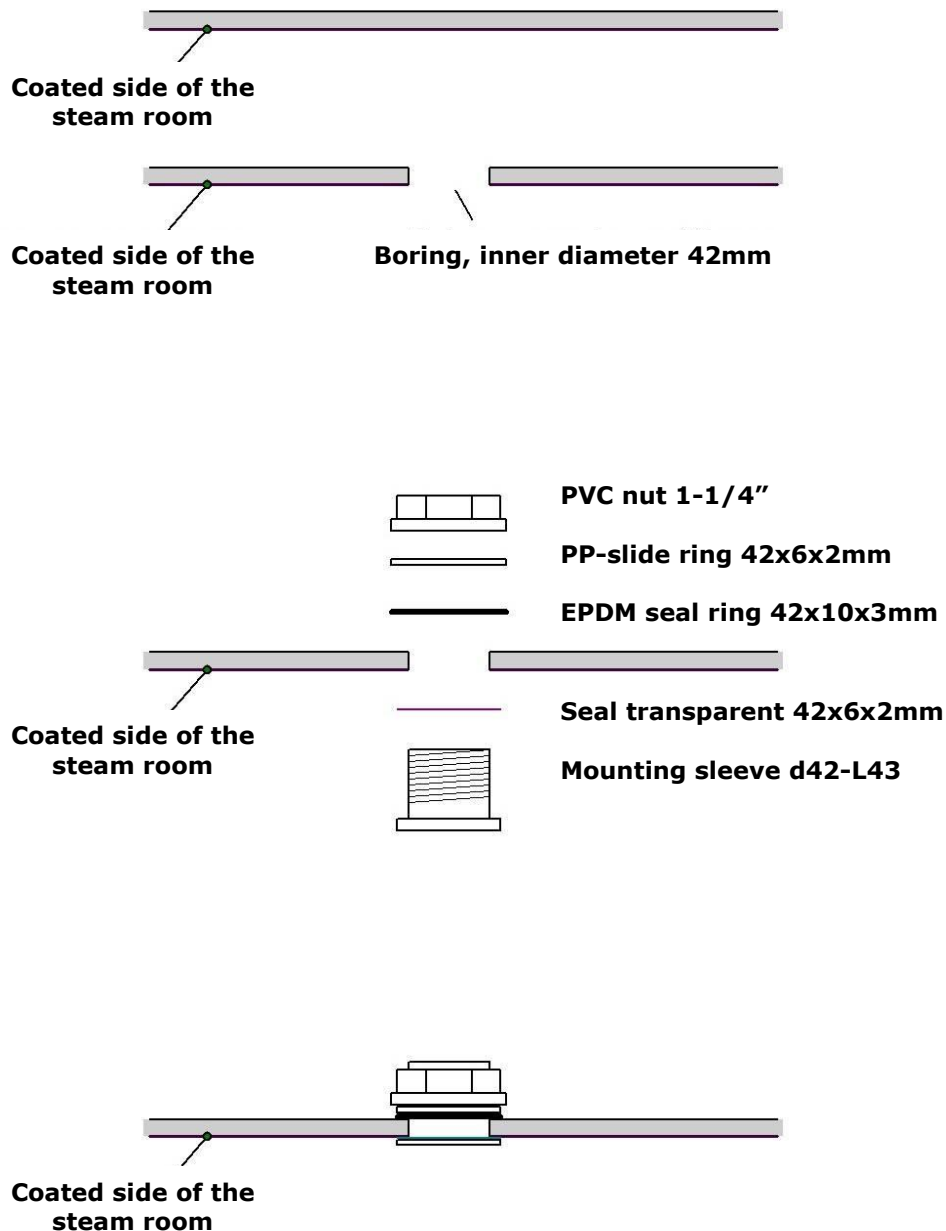 Coated side of the
steam room
Coated side of the
steam room
Boring, inner diameter 42mm
PVC nut 1-1/4”
PP-slide ring 42x6x2mm
EPDM seal ring 42x10x3mm
Seal transparent 42x6x2mm
Coated side of the
steam room
Mounting sleeve d42-L43
Coated side of the
steam room